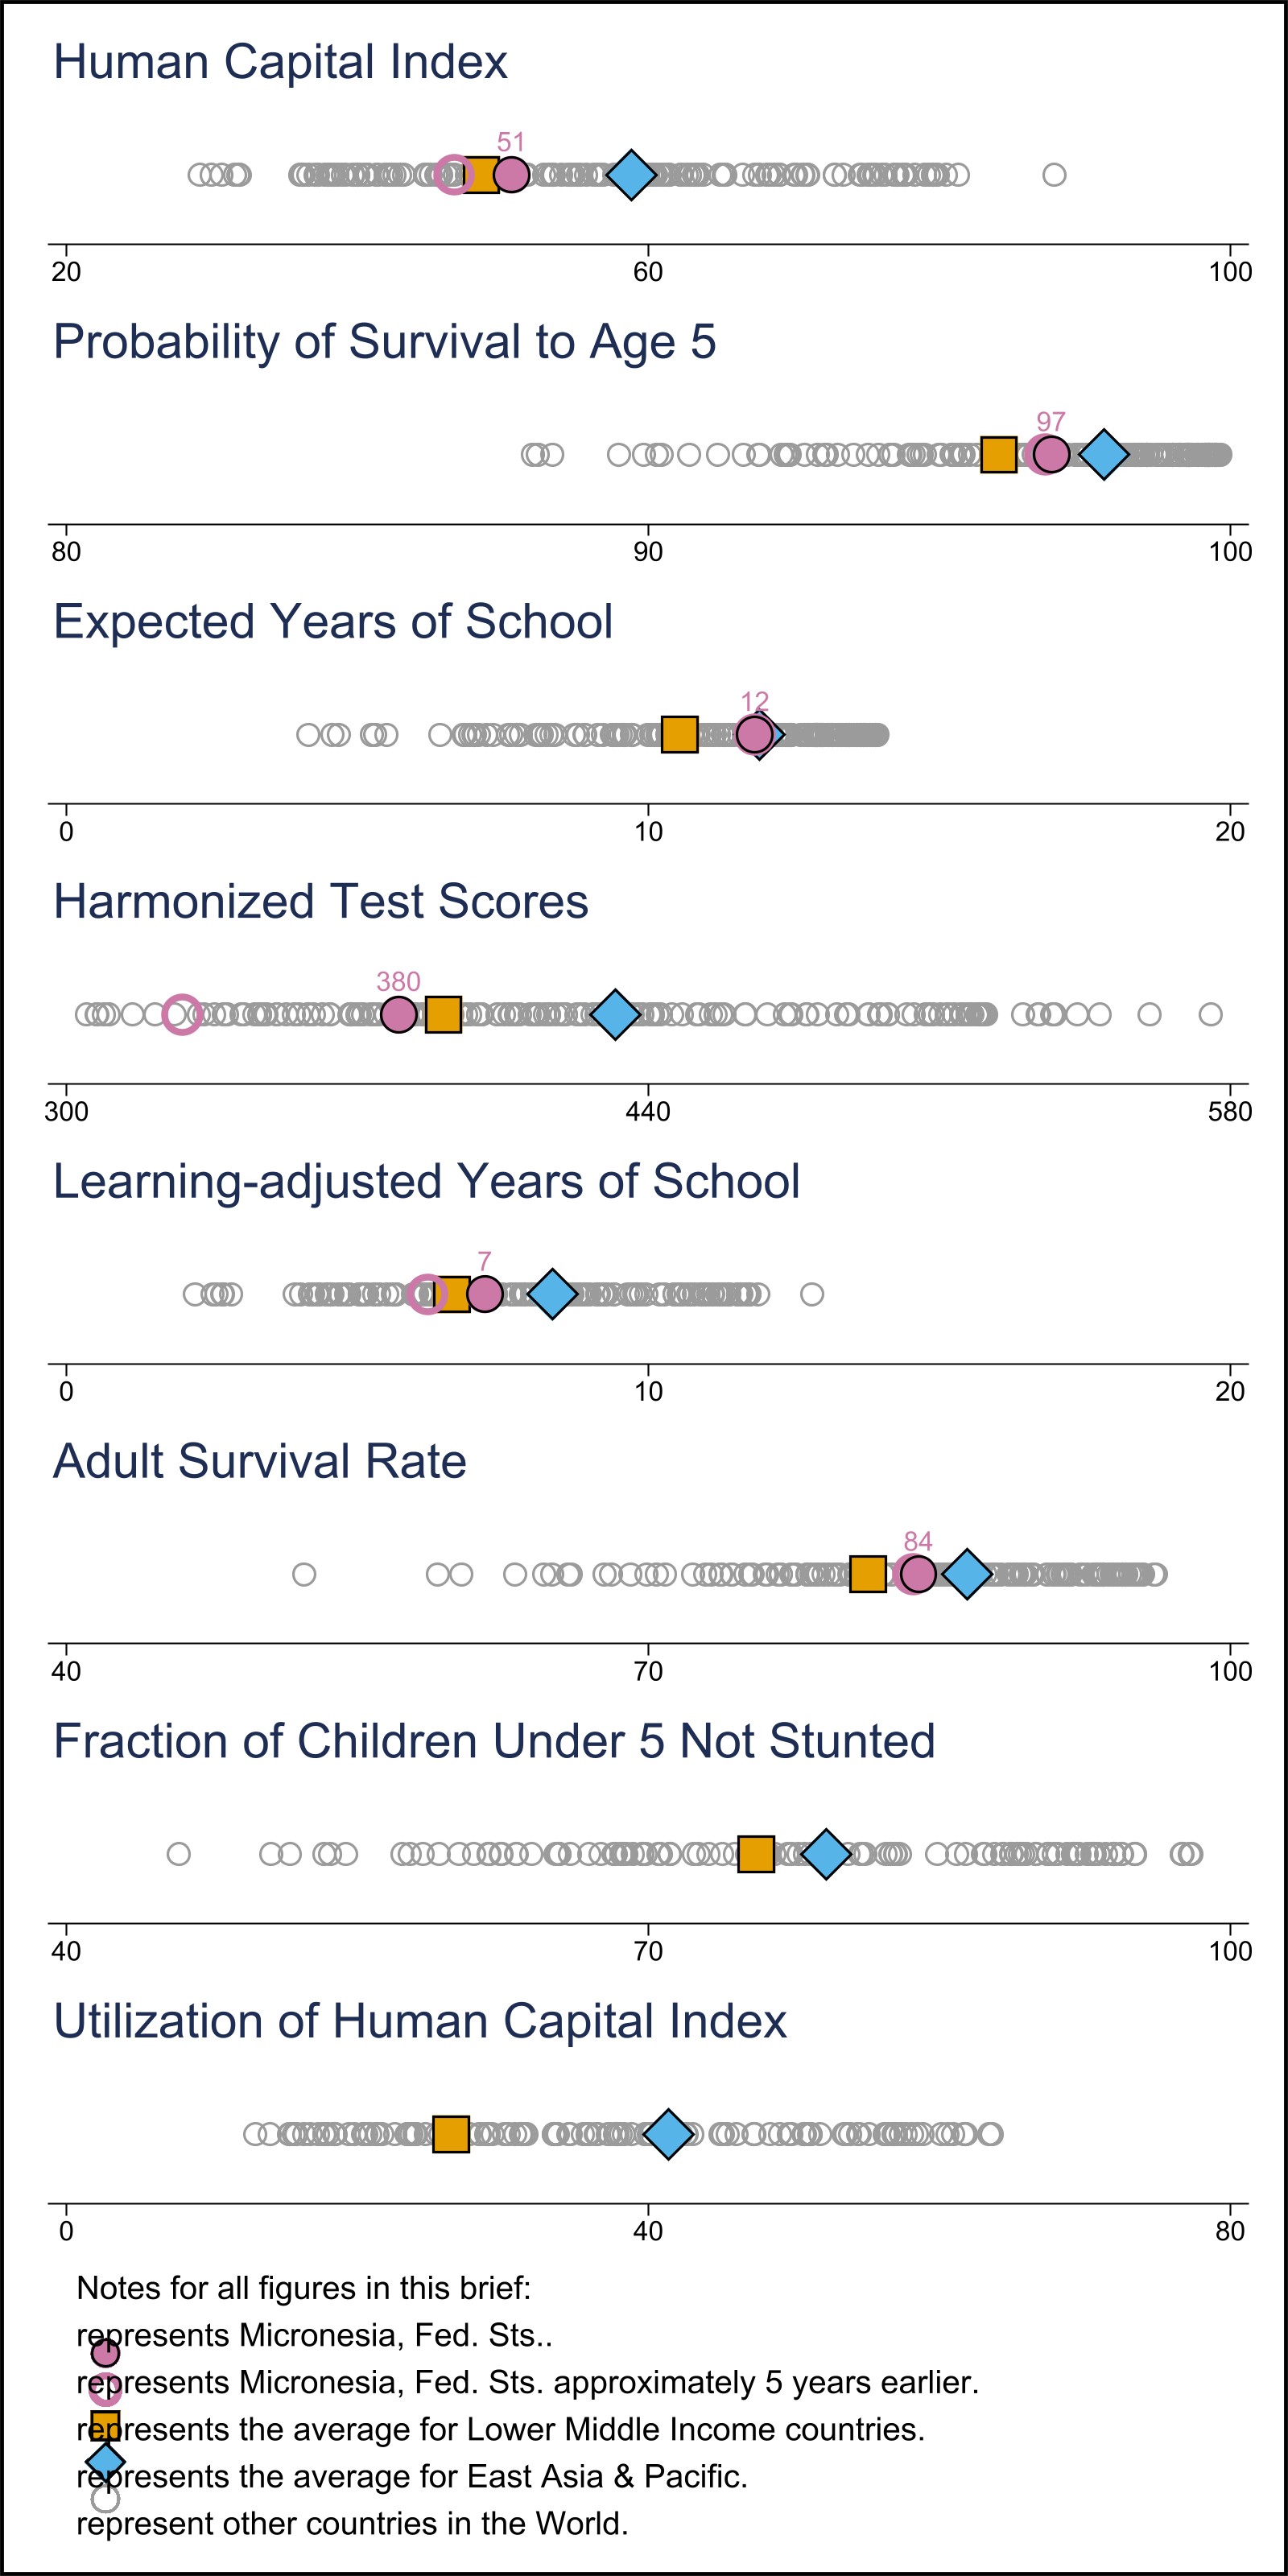 Human Capital Index
51
20 60 100
Probability of Survival to Age 5
97
80 90 100
Expected Years of School
12
0 10 20
Harmonized Test Scores
380
300 440 580
Learning-adjusted Years of School
7
0 10 20
Adult Survival Rate
84
40 70 100
Fraction of Children Under 5 Not Stunted
40 70 100
Utilization of Human Capital Index
0 40 80
Notes for all figures in this brief:
represents Micronesia, Fed. Sts..
represents Micronesia, Fed. Sts. approximately 5 years earlier.
represents the average for Lower Middle Income countries.
represents the average for East Asia & Pacific.
represent other countries in the World.